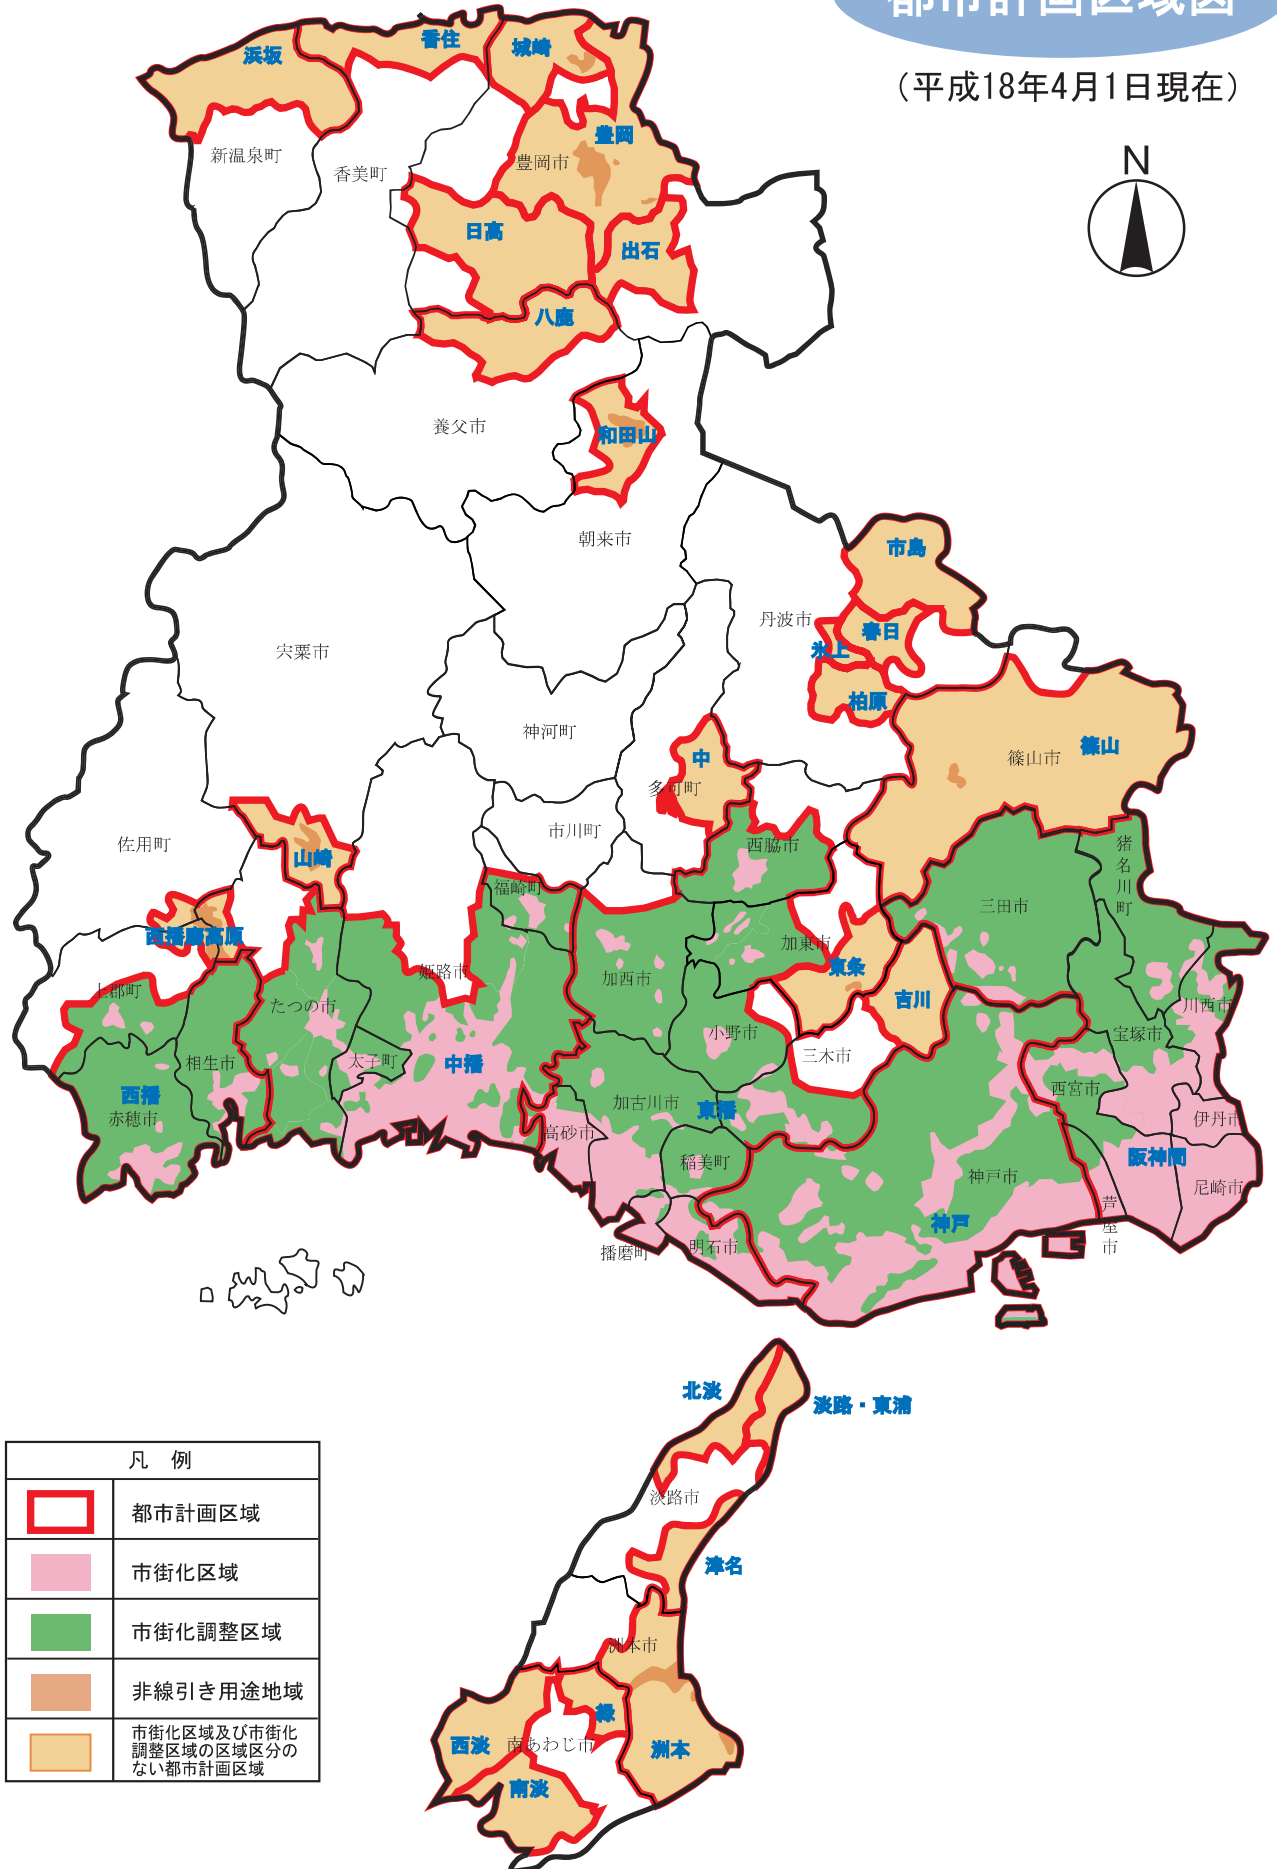 都市計画区域図
(平成18年4月1日現在)
N
浜坂
香住
城崎
新温泉町
香美町
豊岡市
豊岡
日高
出石
八鹿
養父市
和田山
朝来市
市島
丹波市
春日
氷上
柏原
宍粟市
神河町
中
多可町
篠山市
篠山
佐用町
市川町
山崎
西脇市
猪名川町
福崎町
三田市
西播磨高原
加東市
東条
姫路市
加西市
吉川
上郡町
たつの市
川西市
小野市
宝塚市
三木市
相生市
太子町
中播
西宮市
西播
赤穂市
加古川市
東播
伊丹市
高砂市
稲美町
阪神間
神戸市
尼崎市
芦屋市
神戸
播磨町
明石市
北淡
淡路・東浦
淡路市
津名
洲本市
緑
西淡
南あわじ市
洲本
南淡
凡 例
都市計画区域
市街化区域
市街化調整区域
非線引き用途地域
市街化区域及び市街化
調整区域の区域区分の
ない都市計画区域